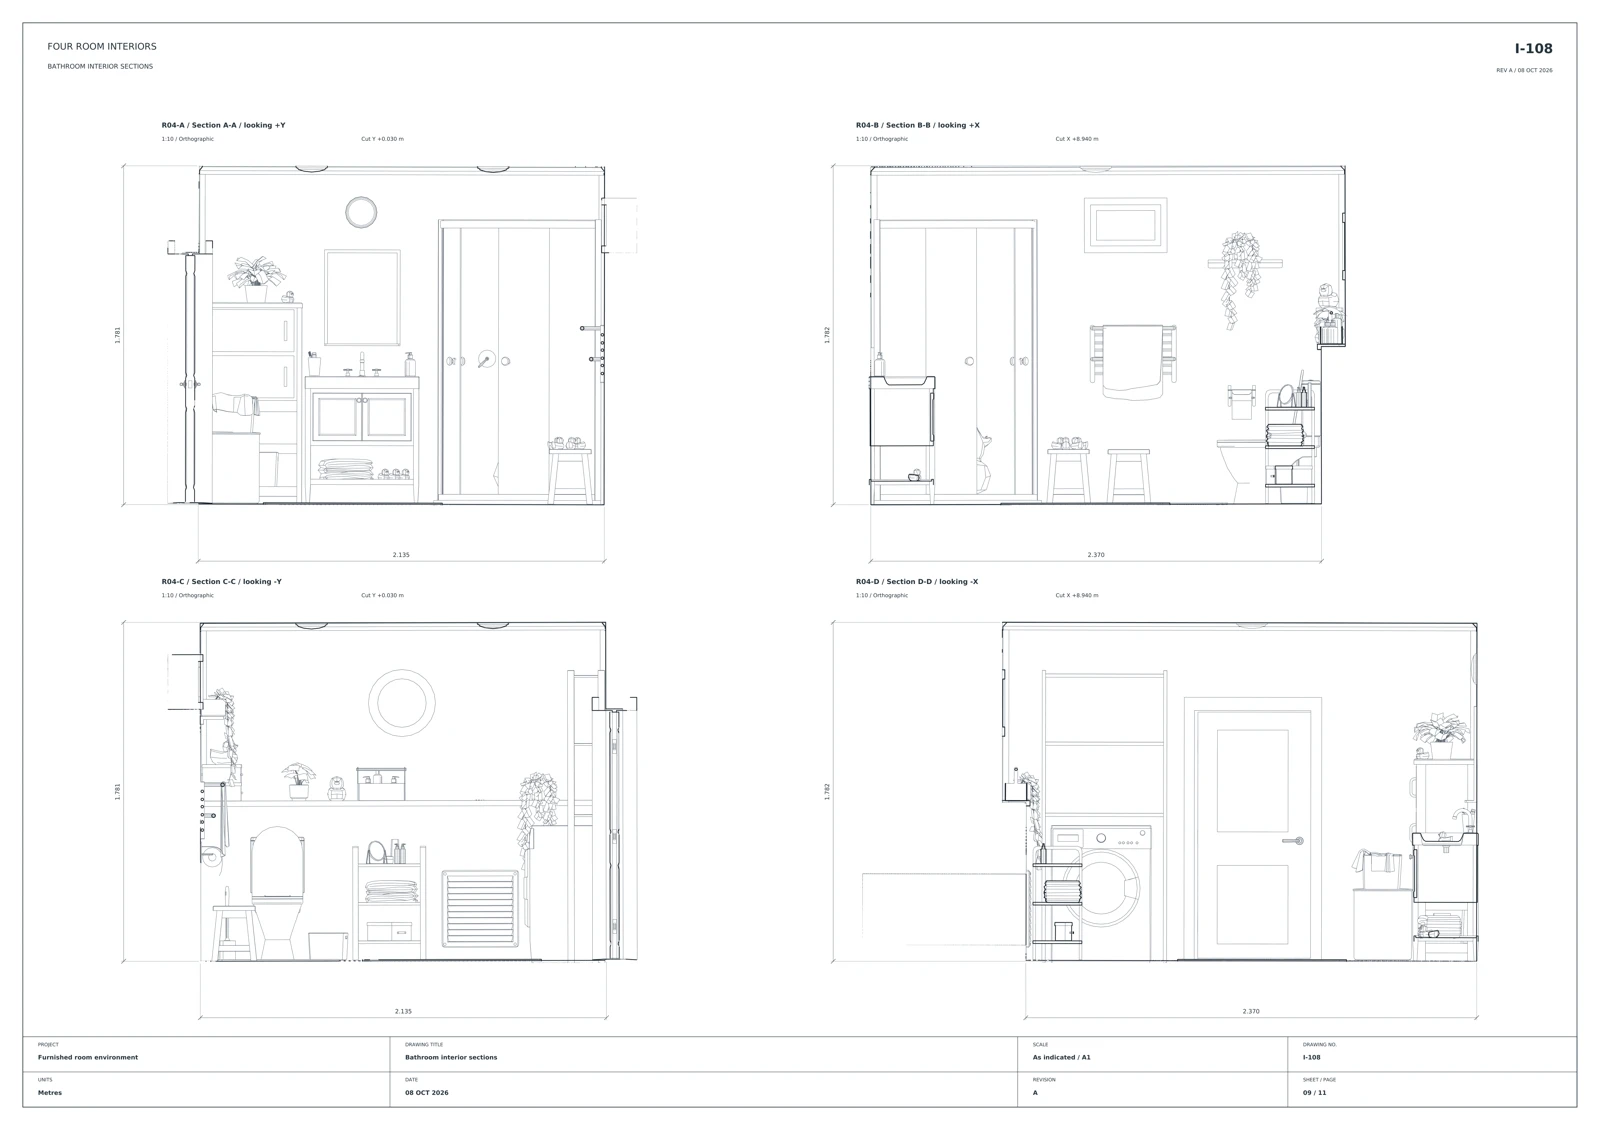 FOUR ROOM INTERIORS
BATHROOM INTERIOR SECTIONS
I-108
REV A / 08 OCT 2026
R04-A / Section A-A / looking +Y
1:10 / Orthographic
Cut Y +0.030 m
1.781
2.135
R04-B / Section B-B / looking +X
1:10 / Orthographic
Cut X +8.940 m
1.782
2.370
R04-C / Section C-C / looking -Y
1:10 / Orthographic
Cut Y +0.030 m
1.781
2.135
R04-D / Section D-D / looking -X
1:10 / Orthographic
Cut X +8.940 m
1.782
2.370
PROJECT
Furnished room environment
DRAWING TITLE
Bathroom interior sections
SCALE
As indicated / A1
DRAWING NO.
I-108
UNITS
Metres
DATE
08 OCT 2026
REVISION
A
SHEET / PAGE
09 / 11